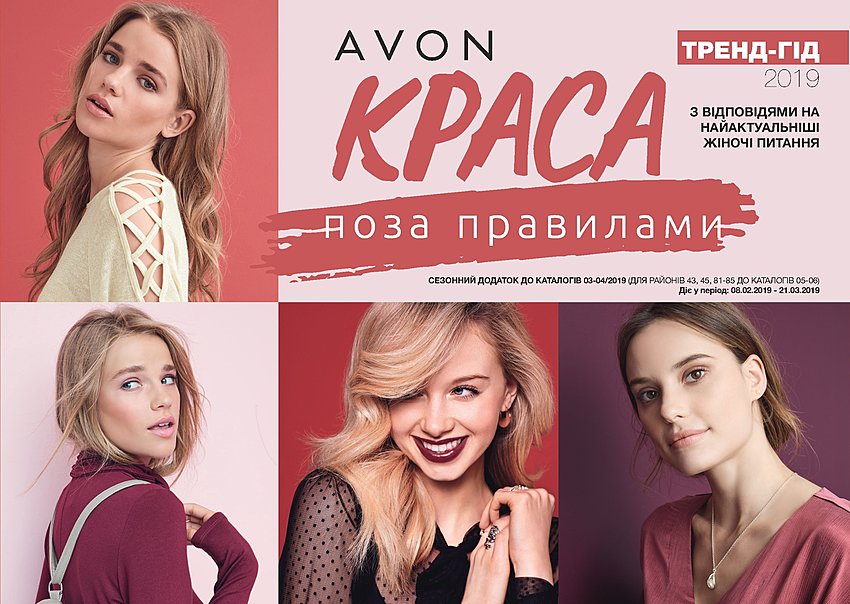 AVON
КРАСА
поза правилами
ТРЕНД-ГІД
2019
З ВІДПОВІДЯМИ НА
НАЙАКТУАЛЬНІШІ
ЖІНОЧІ ПИТАННЯ
СЕЗОННИЙ ДОДАТОК ДО КАТАЛОГІВ 03-04/2019 (ДЛЯ РАЙОНІВ 43, 45, 81-85 ДО КАТАЛОГІВ 05-06)
Діє у період: 08.02.2019 - 21.03.2019